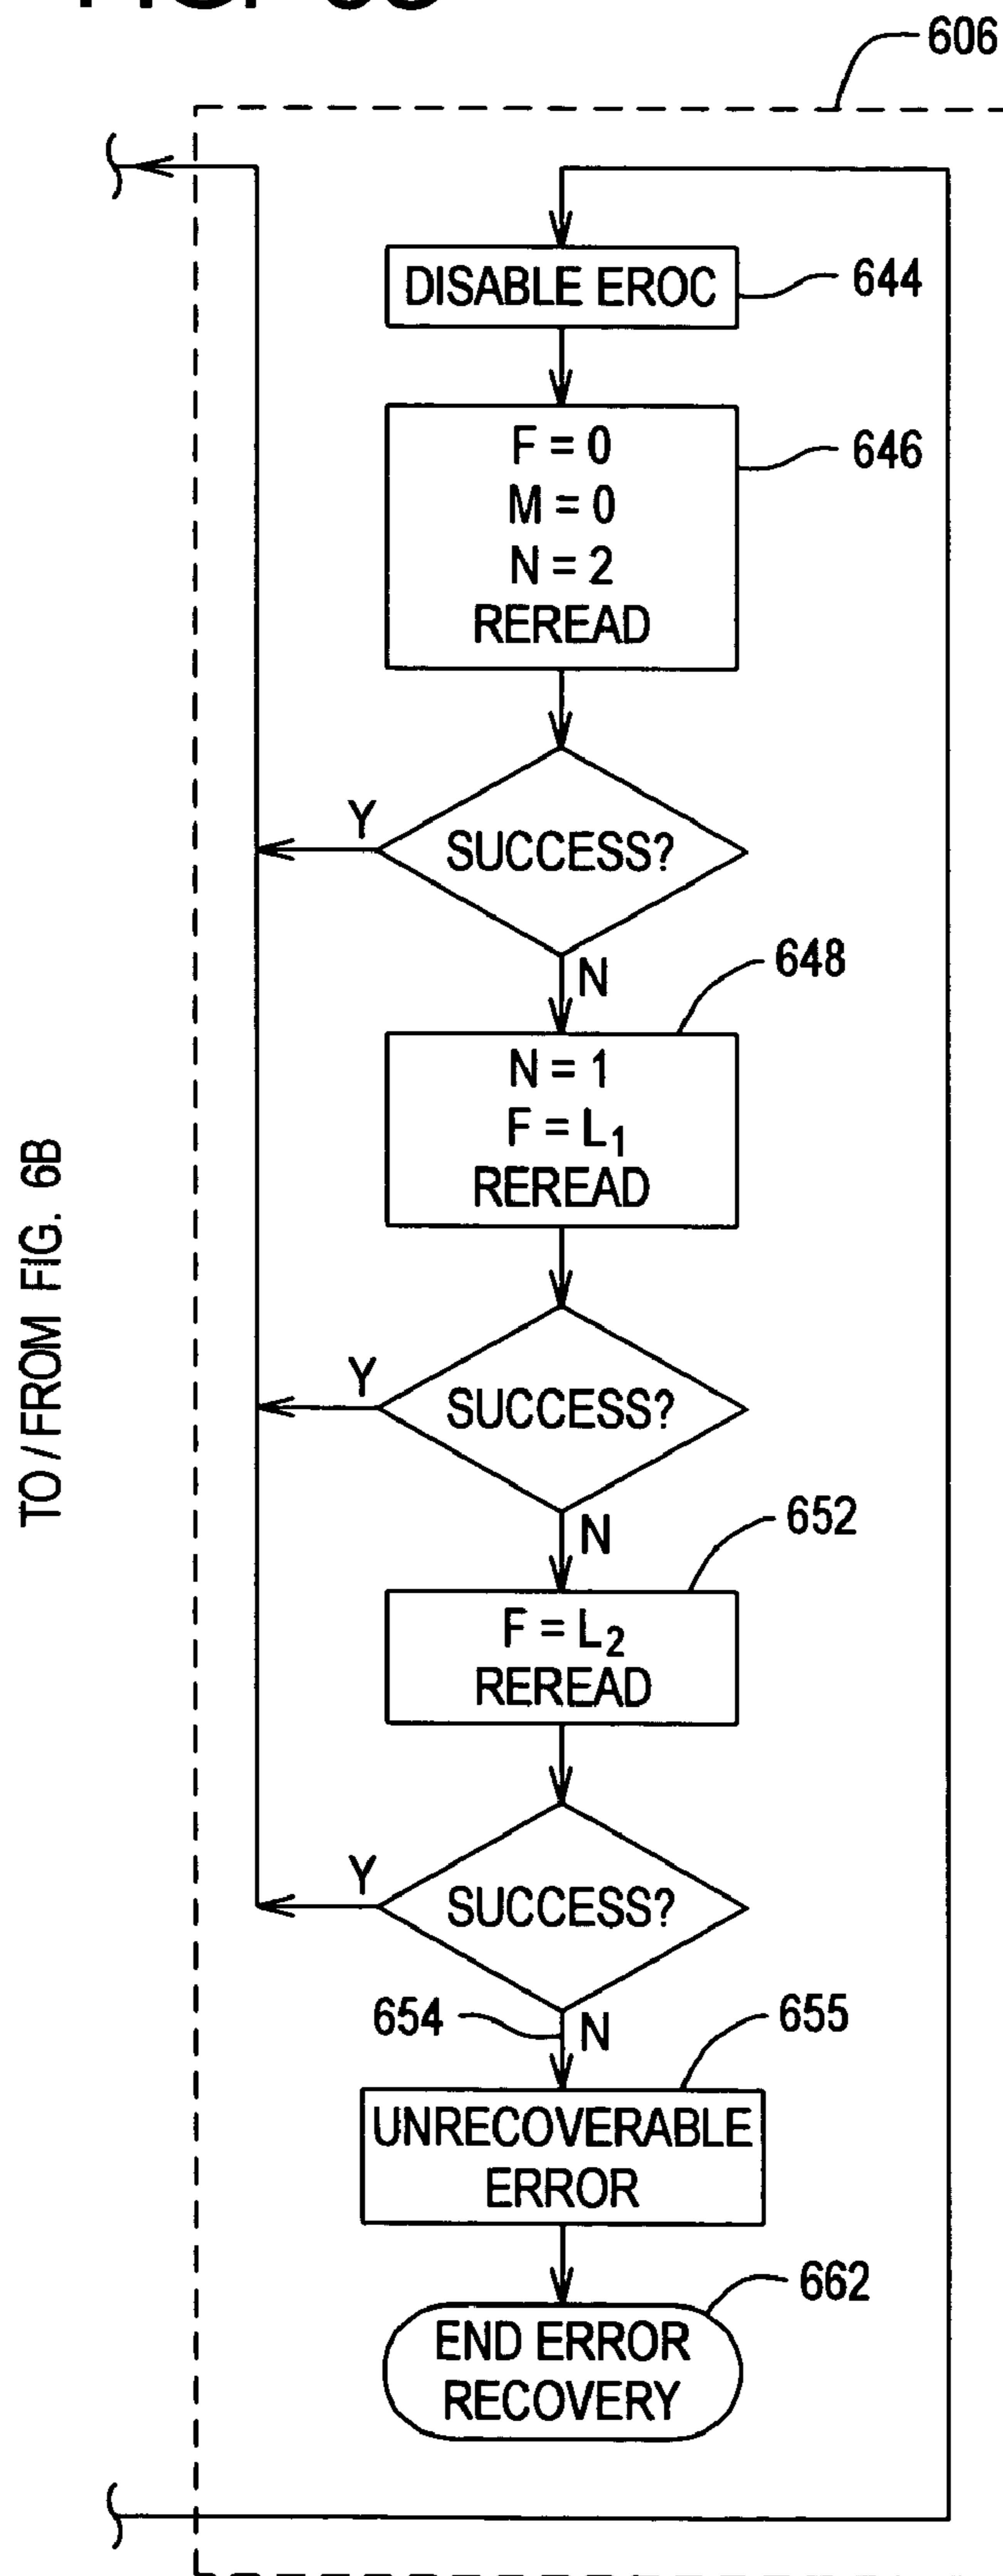 606
DISABLE EROC
644
F = 0
M = 0
N = 2
REREAD
646
Y
SUCCESS?
N
648
N = 1
F = L1
REREAD
Y
SUCCESS?
N
652
F = L2
REREAD
Y
SUCCESS?
654
N
655
UNRECOVERABLE
ERROR
662
END ERROR
RECOVERY
TO/FROM FIG. 6B